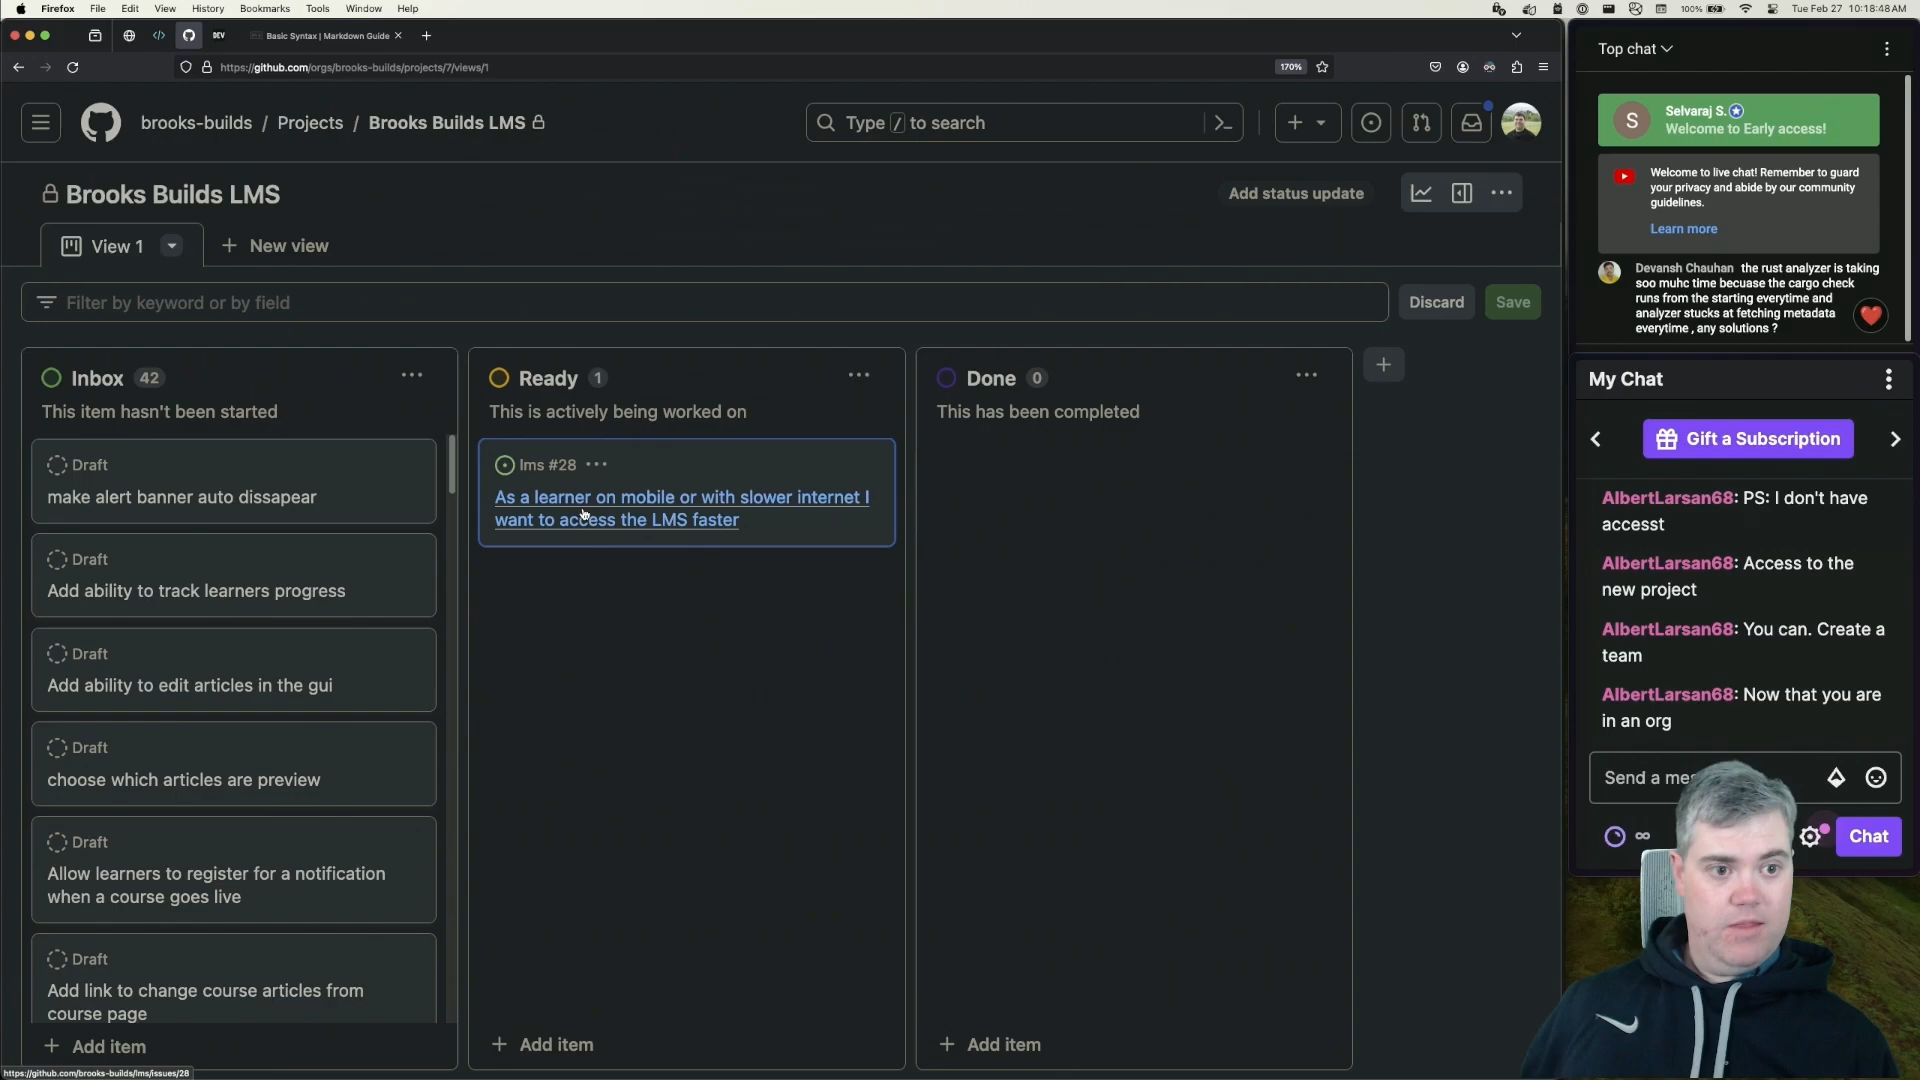 Firefox File Edit View History Bookmarks Tools Window Help
100% Tue Feb 27 10:18:48 AM
DEV Basic Syntax | Markdown Guide
https://github.com/orgs/brooks-builds/projects/7/views/1
170%
brooks-builds / Projects / Brooks Builds LMS
Type / to search
Brooks Builds LMS
Add status update
View 1
New view
Filter by keyword or by field
Discard
Save
Inbox 42
This item hasn't been started
Draft
make alert banner auto dissapear
Draft
Add ability to track learners progress
Draft
Add ability to edit articles in the gui
Draft
choose which articles are preview
Draft
Allow learners to register for a notification
when a course goes live
Draft
Add link to change course articles from
course page
Add item
Ready 1
This is actively being worked on
lms #28
As a learner on mobile or with slower internet I
want to access the LMS faster
Add item
Done 0
This has been completed
Add item
https://github.com/brooks-builds/lms/issues/28
Top chat
S
Selvaraj S.
Welcome to Early access!
Welcome to live chat! Remember to guard
your privacy and abide by our community
guidelines.
Learn more
Devansh Chauhan the rust analyzer is taking
soo muhc time becuase the cargo check
runs from the starting everytime and
analyzer stucks at fetching metadata
everytime , any solutions ?
My Chat
Gift a Subscription
AlbertLarsan68: PS: I don't have
accesst
AlbertLarsan68: Access to the
new project
AlbertLarsan68: You can. Create a
team
AlbertLarsan68: Now that you are
in an org
Send a
Chat